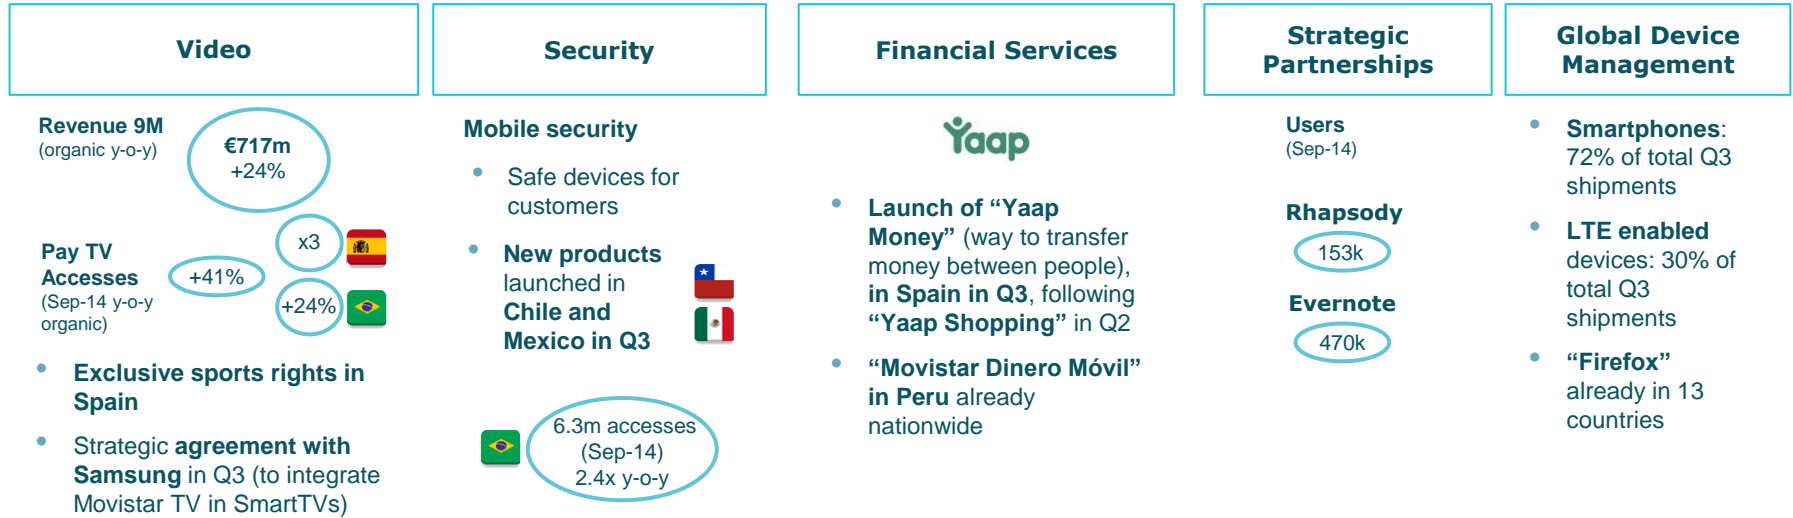 Video
Revenue 9M
(organic y-o-y)
€717m
+24%
Pay TV
Accesses
(Sep-14 y-o-y
organic)
+41%
x3
+24%
• Exclusive sports rights in
Spain
• Strategic agreement with
Samsung in Q3 (to integrate
Movistar TV in SmartTVs)
Security
Mobile security
• Safe devices for
customers
• New products
launched in
Chile and
Mexico in Q3
6.3m accesses
(Sep-14)
2.4x y-o-y
Financial Services
Yaap
• Launch of “Yaap
Money” (way to transfer
money between people),
in Spain in Q3, following
“Yaap Shopping” in Q2
• “Movistar Dinero Móvil”
in Peru already
nationwide
Strategic
Partnerships
Users
(Sep-14)
Rhapsody
153k
Evernote
470k
Global Device
Management
• Smartphones:
72% of total Q3
shipments
• LTE enabled
devices: 30% of
total Q3
shipments
• “Firefox”
already in 13
countries